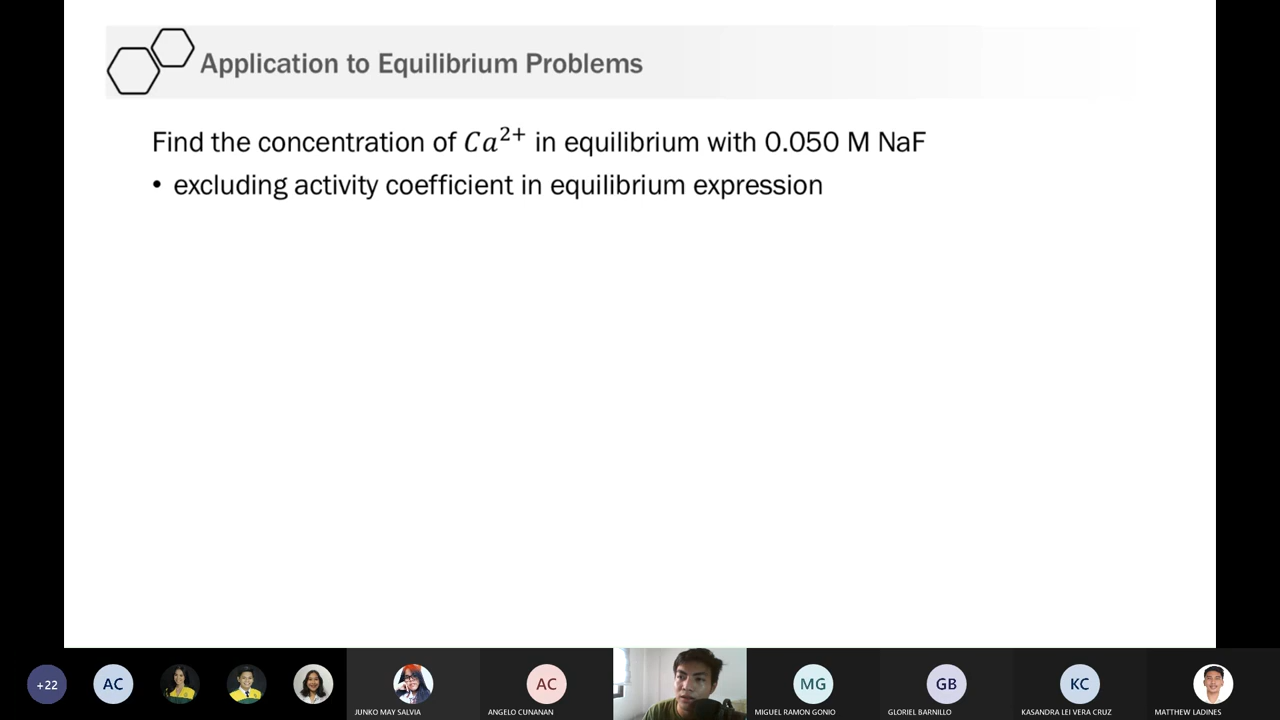 Application to Equilibrium Problems
Find the concentration of Ca²⁺ in equilibrium with 0.050 M NaF
• excluding activity coefficient in equilibrium expression
+22
AC
AC
MG
GB
KC
JUNKO MAY SALVIA
ANGELO CUNANAN
MIGUEL RAMON GONIO
GLORIEL BARNILLO
KASANDRA LEI VERA CRUZ
MATTHEW LADINES